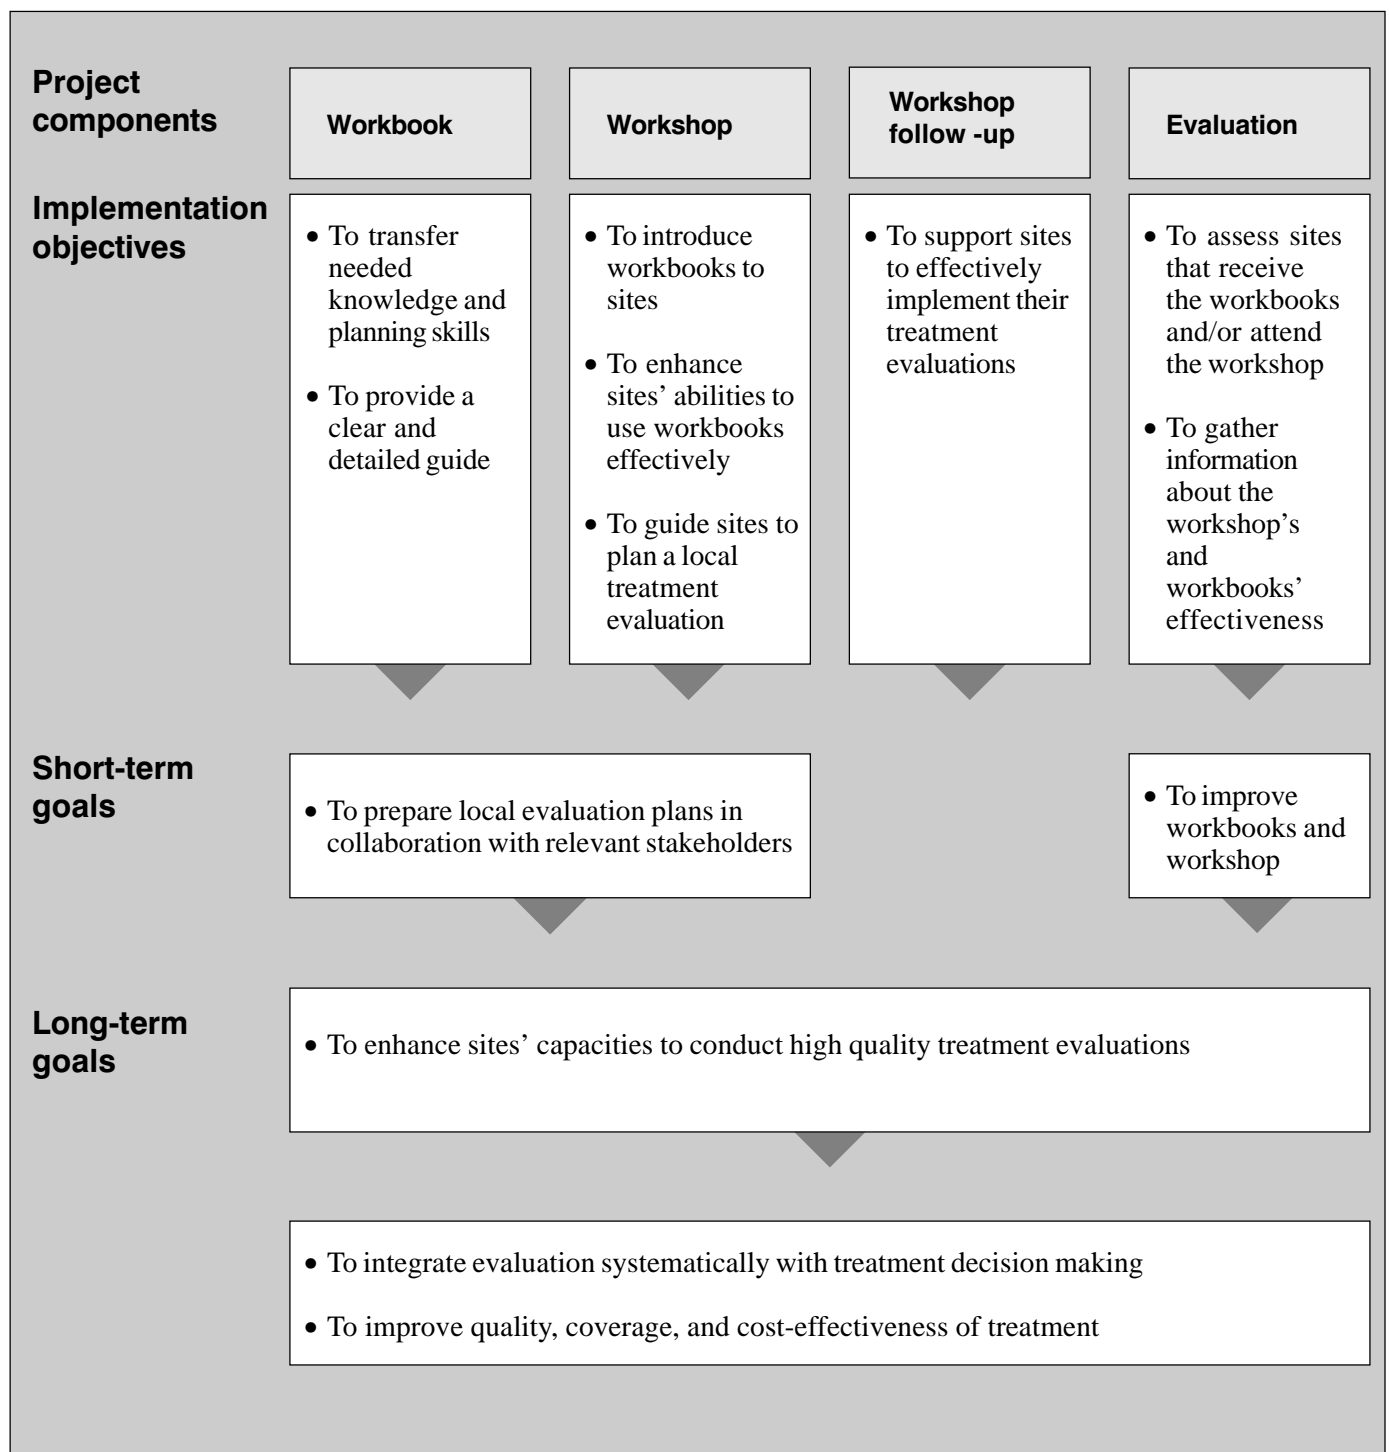 Project
components
Workbook
Workshop
Workshop
follow -up
Evaluation
Implementation
objectives
• To transfer
needed
knowledge and
planning skills
• To provide a
clear and
detailed guide
• To introduce
workbooks to
sites
• To enhance
sites’ abilities to
use workbooks
effectively
• To guide sites to
plan a local
treatment
evaluation
• To support sites
to effectively
implement their
treatment
evaluations
• To assess sites
that receive
the workbooks
and/or attend
the workshop
• To gather
information
about the
workshop's
and
workbooks’
effectiveness
Short-term
goals
• To prepare local evaluation plans in
collaboration with relevant stakeholders
• To improve
workbooks and
workshop
Long-term
goals
• To enhance sites’ capacities to conduct high quality treatment evaluations
• To integrate evaluation systematically with treatment decision making
• To improve quality, coverage, and cost-effectiveness of treatment